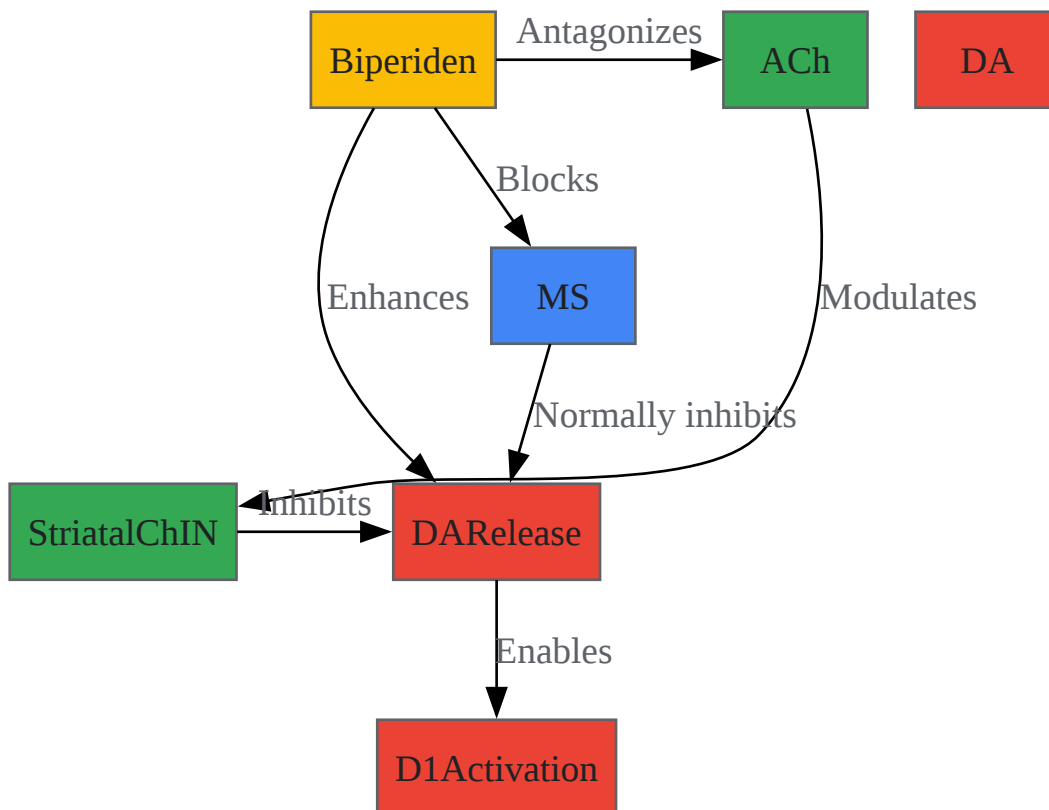 Biperiden
Antagonizes
ACh
DA
Blocks
Enhances
MS
Modulates
Normally inhibits
StriatalChIN
Inhibits
DARelease
Enables
D1Activation